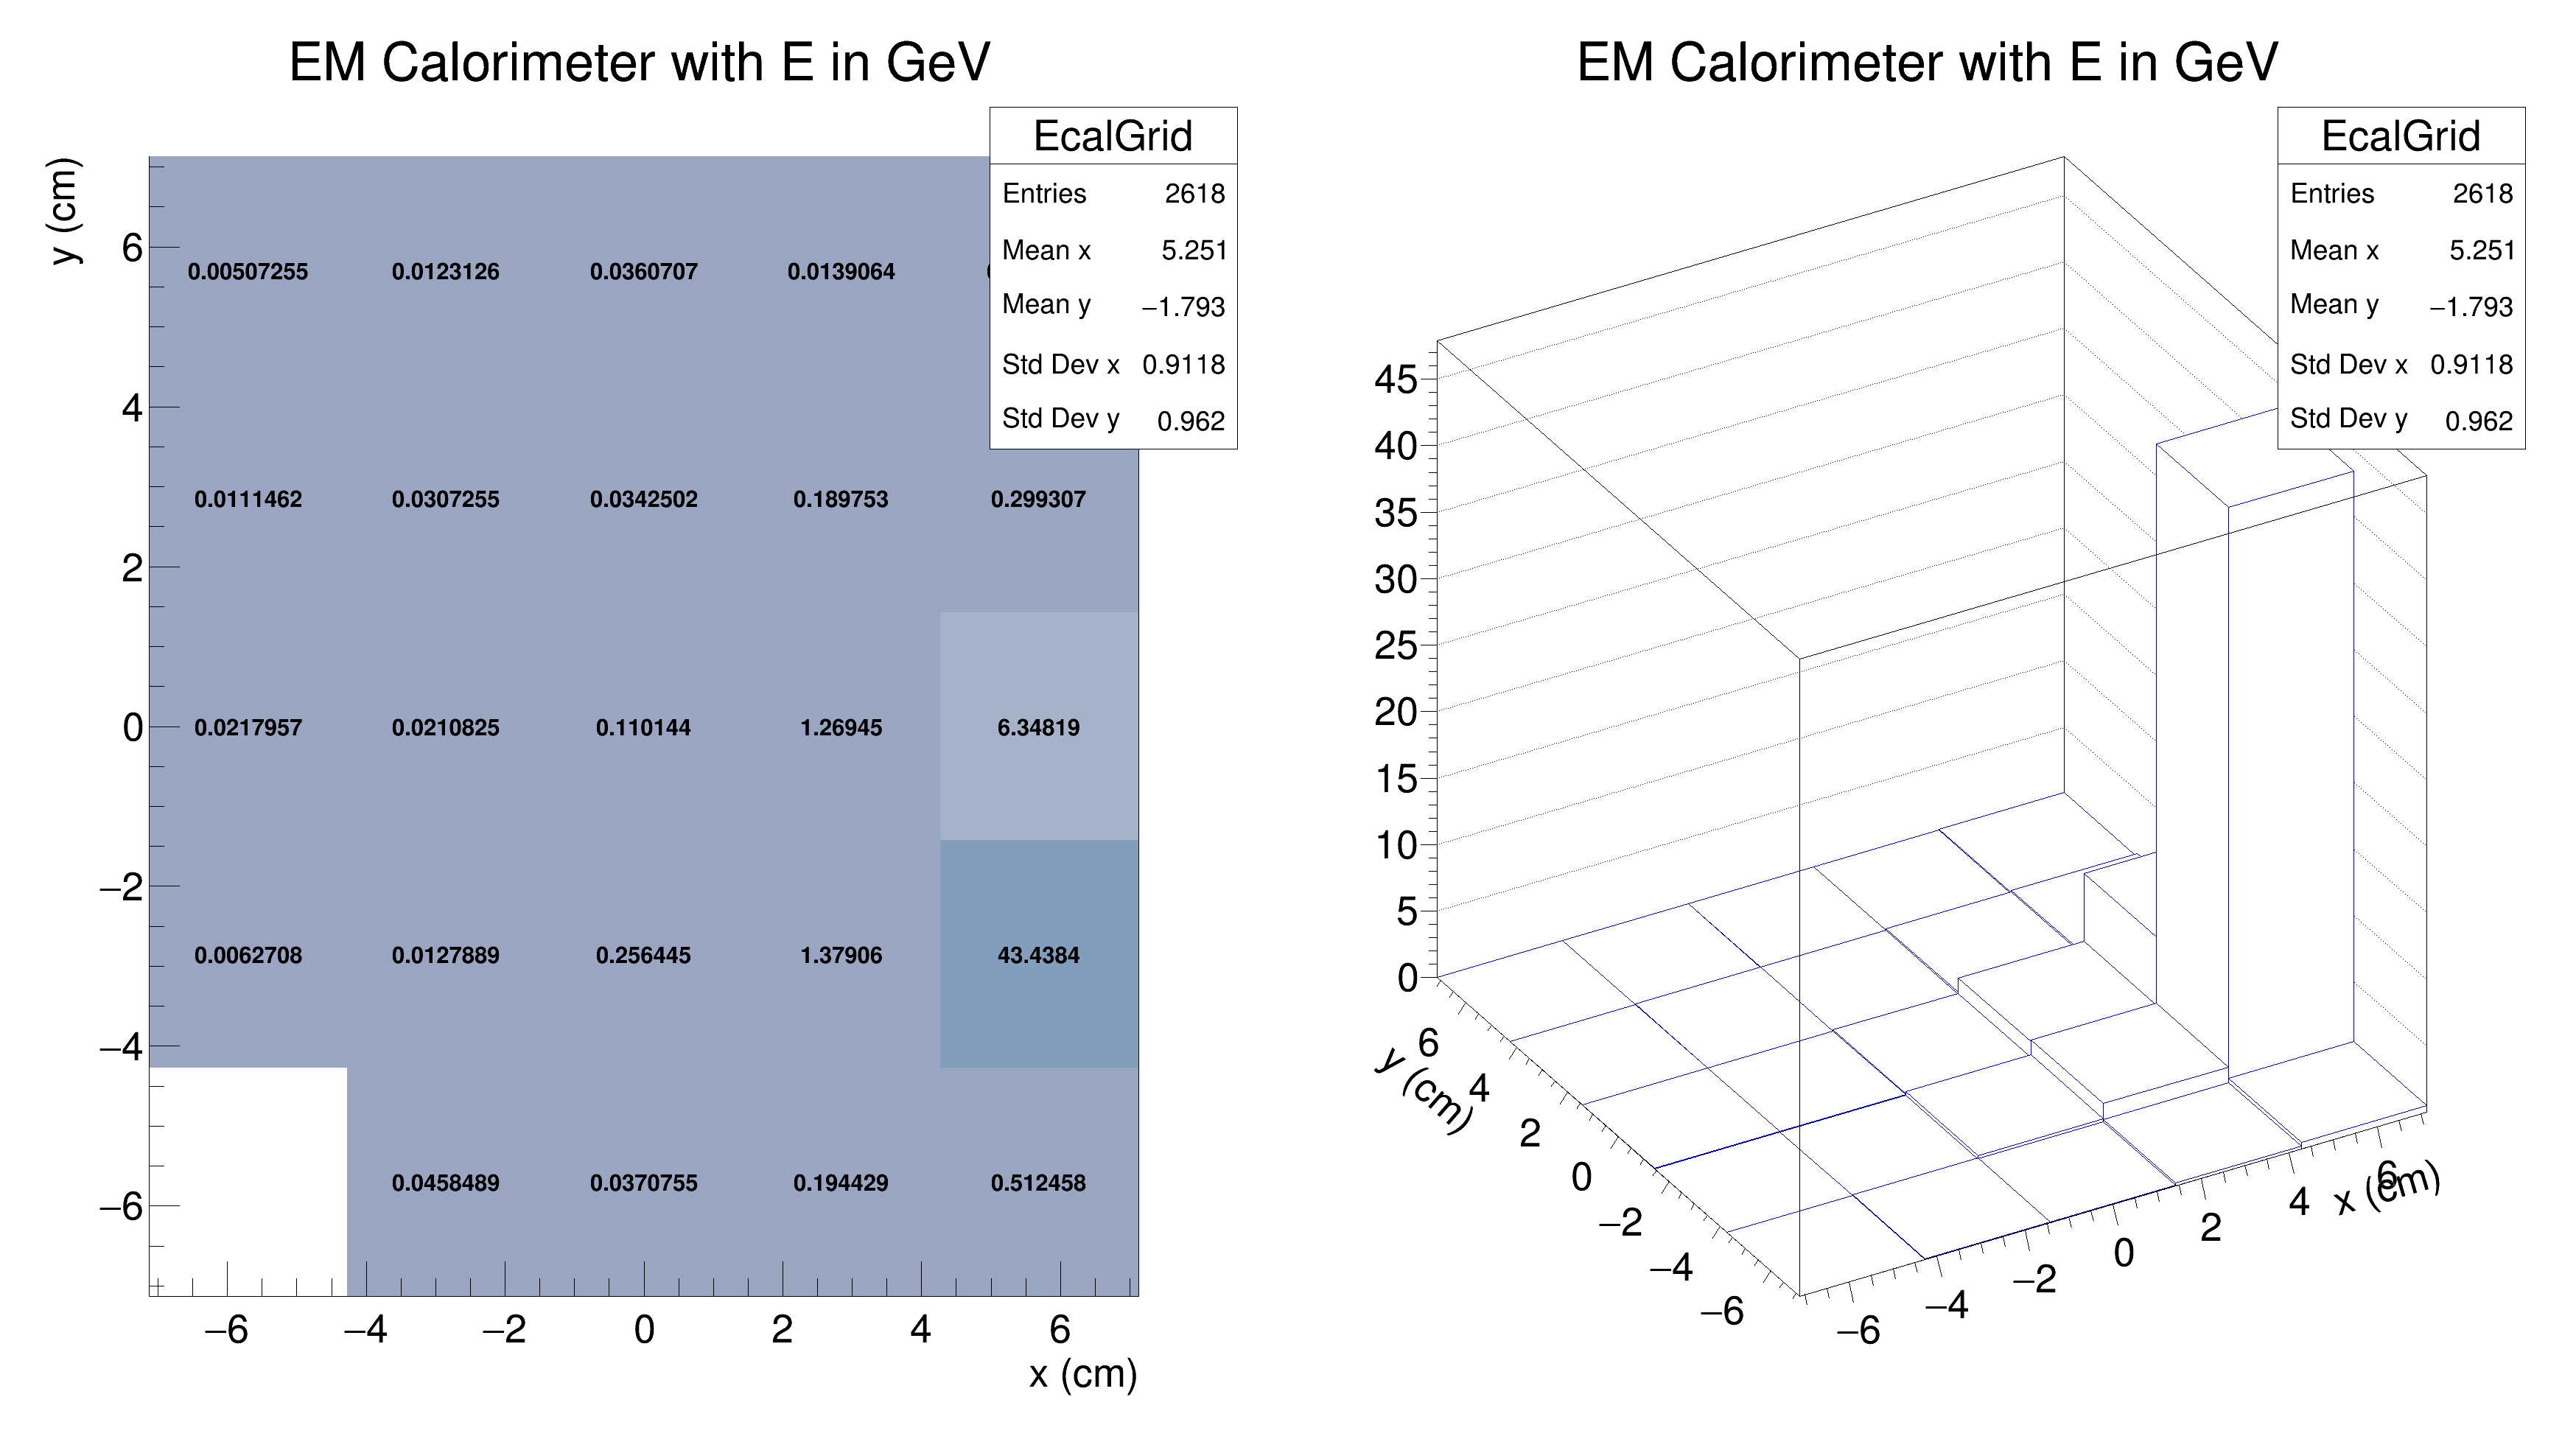 EM Calorimeter with E in GeV
EcalGrid
Entries 2618
Mean x 5.251
Mean y −1.793
Std Dev x 0.9118
Std Dev y 0.962
y (cm)
6
4
2
0
−2
−4
−6
0.00507255 0.0123126 0.0360707 0.0139064
0.0111462 0.0307255 0.0342502 0.189753 0.299307
0.0217957 0.0210825 0.110144 1.26945 6.34819
0.0062708 0.0127889 0.256445 1.37906 43.4384
0.0458489 0.0370755 0.194429 0.512458
−6 −4 −2 0 2 4 6
x (cm)
EM Calorimeter with E in GeV
EcalGrid
Entries 2618
Mean x 5.251
Mean y −1.793
Std Dev x 0.9118
Std Dev y 0.962
45
40
35
30
25
20
15
10
5
0
y (cm)
6
4
2
0
−2
−4
−6
−6 −4 −2 0 2 4 6
x (cm)